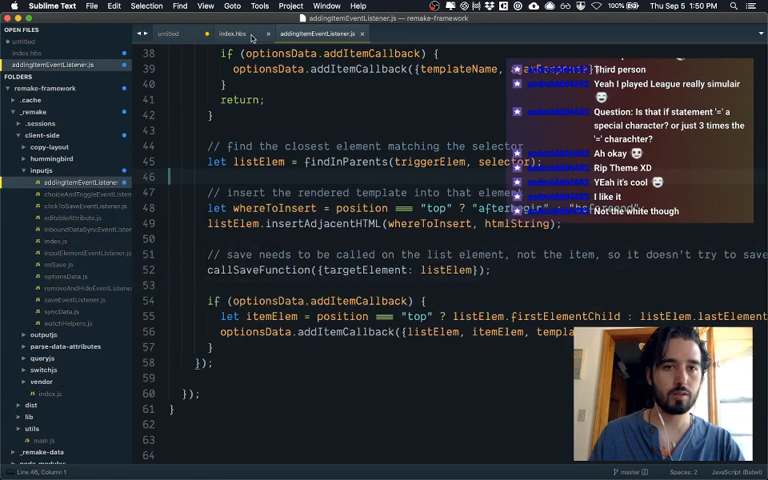 Sublime Text File Edit Selection Find View Goto Tools Project Window Help 100% Thu Sep 5 1:50 PM
addingItemEventListener.js — remake-framework
OPEN FILES
untitled
index.hbs
addingItemEventListener.js
FOLDERS
remake-framework
.cache
_remake
.sessions
client-side
copy-layout
hummingbird
inputjs
addingItemEventListener
choiceAndToggleEventListener
clickToSaveEventListener.js
editableAttribute.js
inboundDataSyncEventListener
index.js
inputElementEventListener
onSave.js
optionsData.js
removeAndHideEventListener
saveEventListener.js
syncData.js
watchHelpers.js
outputjs
parse-data-attributes
queryjs
switchjs
vendor
index.js
dist
lib
utils
main.js
_remake-data
untitled
index.hbs
addingItemEventListener.js
38 if (optionsData.addItemCallback) {
39 optionsData.addItemCallback({templateName,
40 }
41 return;
42 }
43
44 // find the closest element matching the selector
45 let listElem = findInParents(triggerElem, selector);
46
47 // insert the rendered template into that element
48 let whereToInsert = position === "top" ? "afterbegin" : "beforeend"
49 listElem.insertAdjacentHTML(whereToInsert, htmlString);
50
51 // save needs to be called on the list element, not the item, so it doesn't try to save
52 callSaveFunction({targetElement: listElem});
53
54 if (optionsData.addItemCallback) {
55 let itemElem = position === "top" ? listElem.firstElementChild : listElem.lastElement
56 optionsData.addItemCallback({listElem, itemElem, templa
57 }
58 });
59
60 });
61 }
62
63
64
Third person
Yeah I played League really simulair
Question: Is that if statement '=' a
special character? or just 3 times the
'=' charachter?
Ah okay
Rip Theme XD
YEah it's cool
I like it
Not the white though
Line 46, Column 1
master (2)
Spaces: 2
JavaScript (Babel)